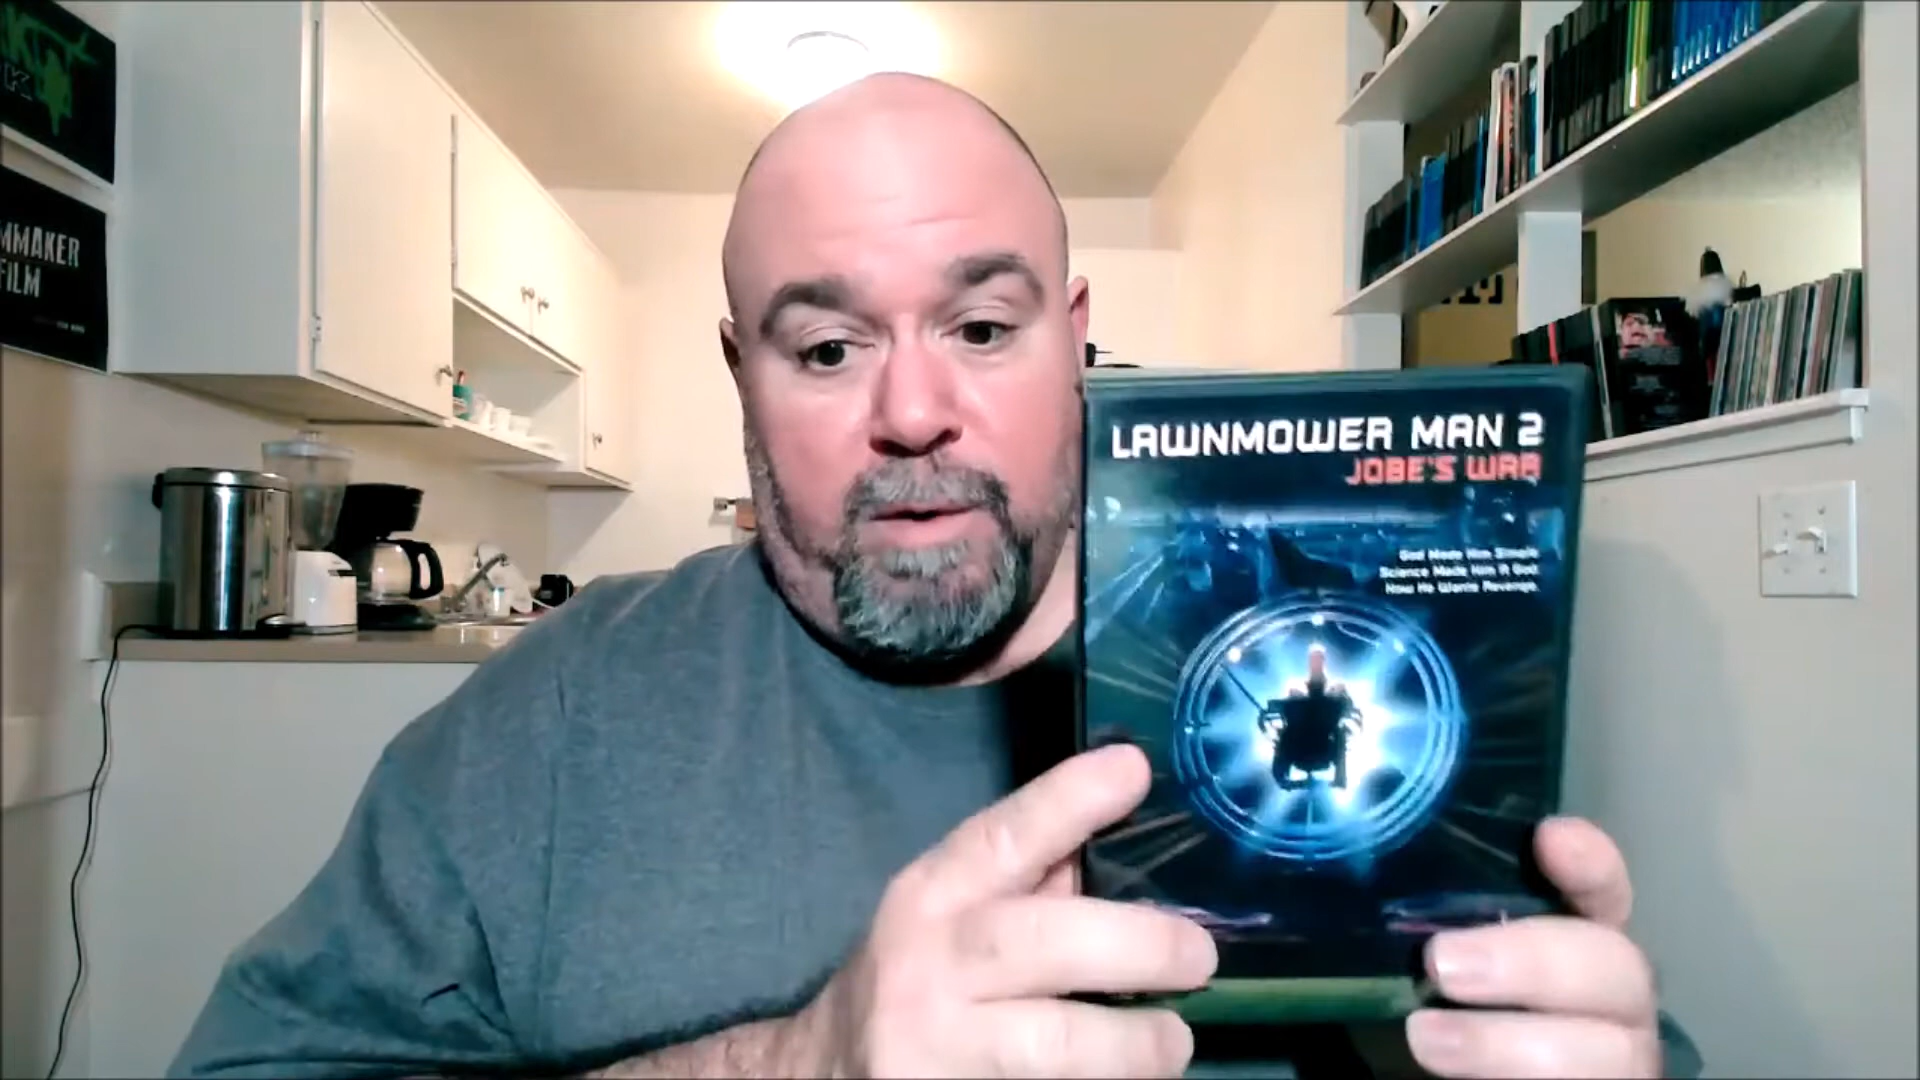 K
MMAKER
FILM
LAWNMOWER MAN 2
JOBE'S WAR
God Made Him Simple
Science Made Him A God
Now He Wants Revenge.